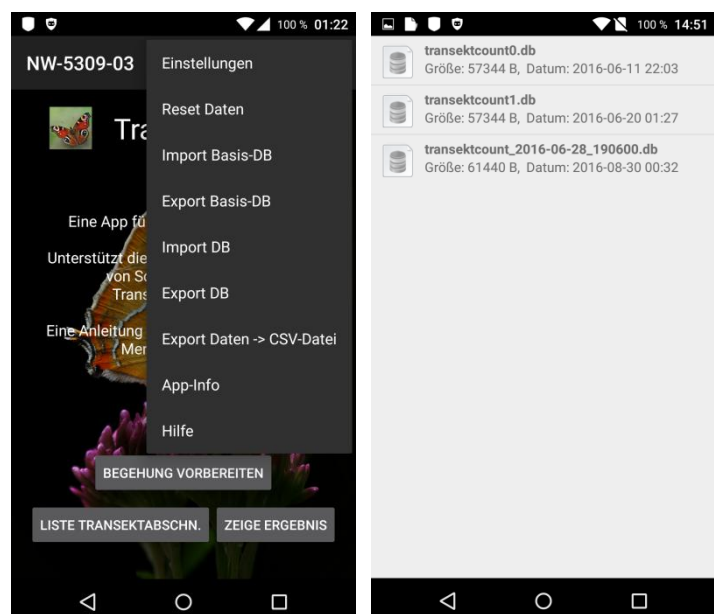 100 % 01:22
NW-5309-03
Einstellungen
Reset Daten
Tra
Import Basis-DB
Export Basis-DB
Eine App fü
Import DB
Unterstützt die
von Sc
Trans
Export DB
Eine Anleitung
Export Daten -> CSV-Datei
Men
App-Info
Hilfe
BEGEHUNG VORBEREITEN
LISTE TRANSEKTABSCHN.
ZEIGE ERGEBNIS
100 % 14:51
transektcount0.db
Größe: 57344 B, Datum: 2016-06-11 22:03
transektcount1.db
Größe: 57344 B, Datum: 2016-06-20 01:27
transektcount_2016-06-28_190600.db
Größe: 61440 B, Datum: 2016-08-30 00:32